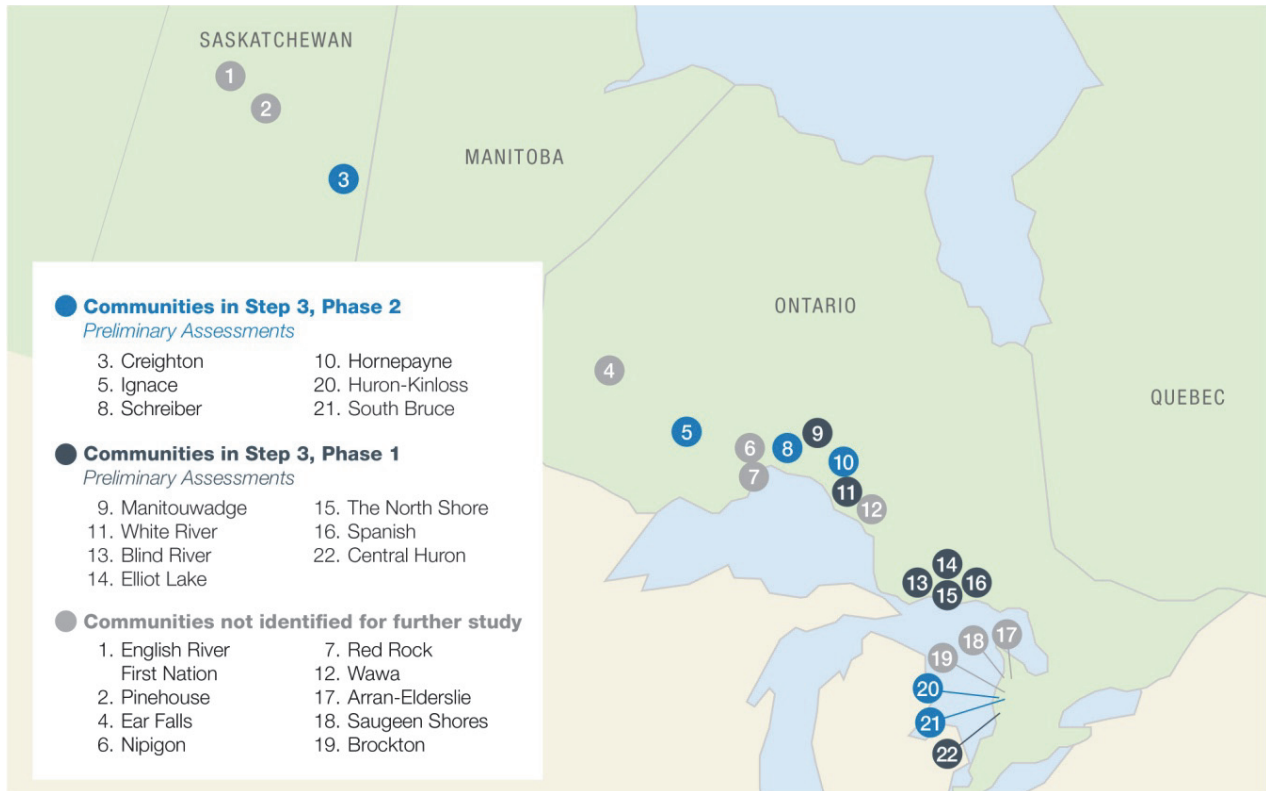 SASKATCHEWAN
1
2
3
MANITOBA
ONTARIO
QUEBEC
4
5
6
7
8
9
10
11
12
13
14
15
16
17
18
19
20
21
22
Communities in Step 3, Phase 2
Preliminary Assessments
3. Creighton
5. Ignace
8. Schreiber
10. Hornepayne
20. Huron-Kinloss
21. South Bruce
Communities in Step 3, Phase 1
Preliminary Assessments
9. Manitouwadge
11. White River
13. Blind River
14. Elliot Lake
15. The North Shore
16. Spanish
22. Central Huron
Communities not identified for further study
1. English River
First Nation
2. Pinehouse
4. Ear Falls
6. Nipigon
7. Red Rock
12. Wawa
17. Arran-Elderslie
18. Saugeen Shores
19. Brockton